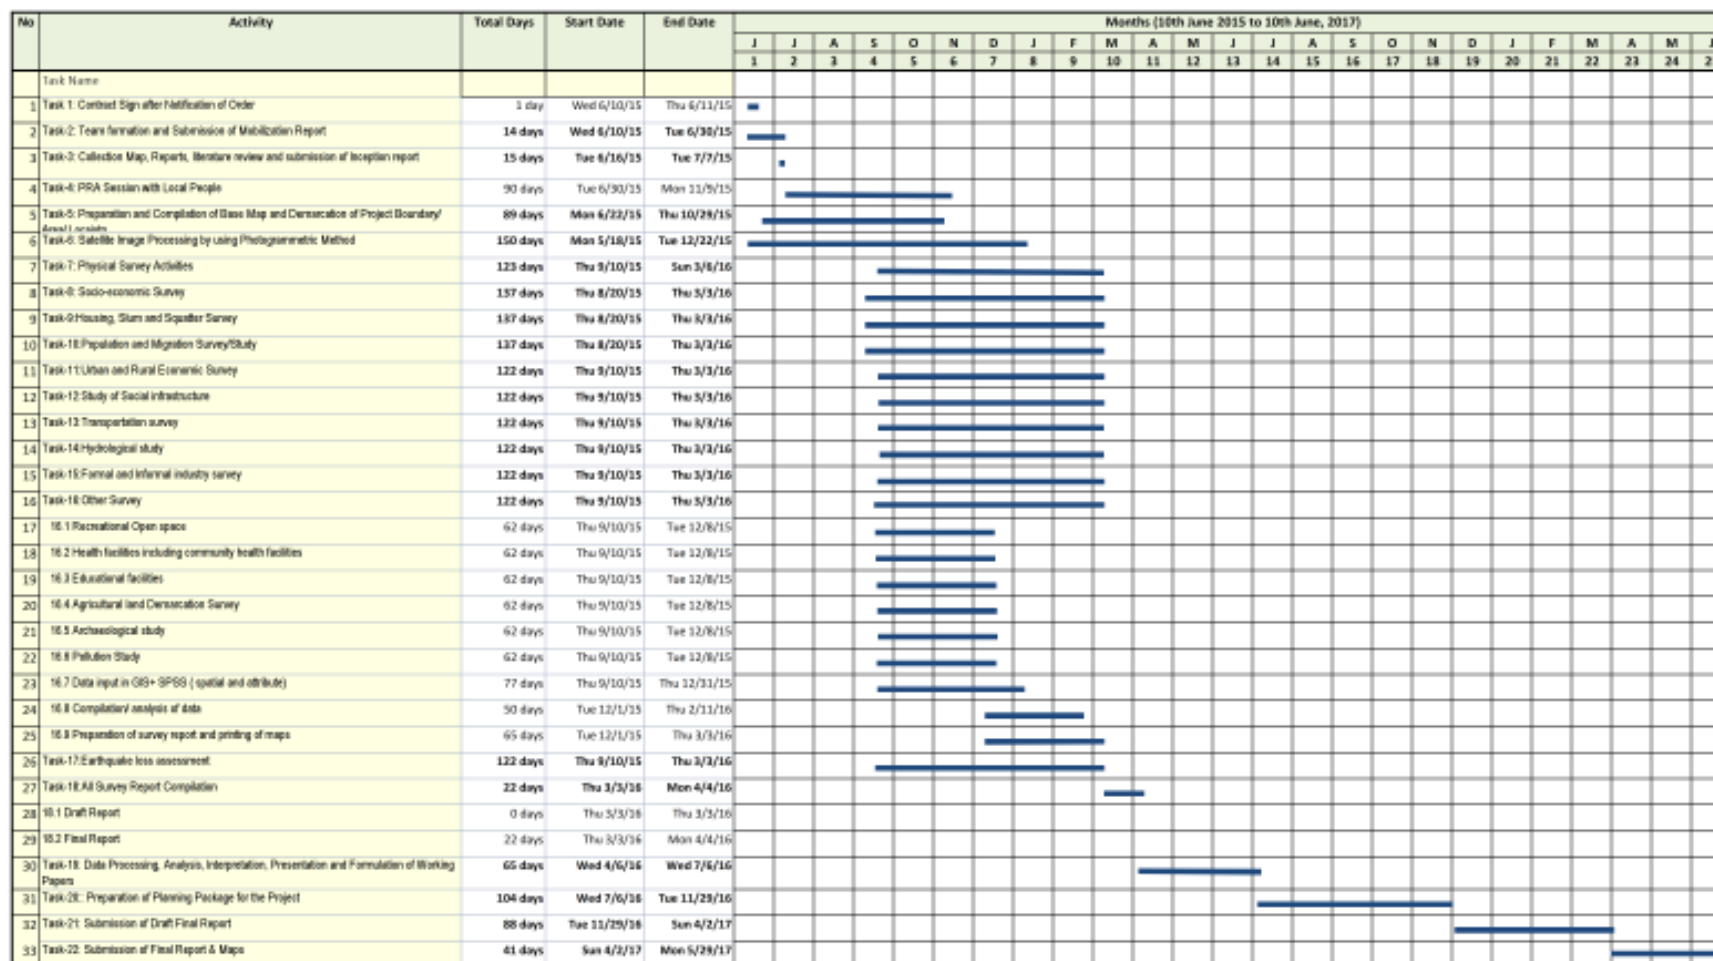 No Activity Total Days Start Date End Date Months (10th June 2015 to 10th June, 2017)
J J A S O N D J F M A M J J A S O N D J F M A M J
1 2 3 4 5 6 7 8 9 10 11 12 13 14 15 16 17 18 19 20 21 22 23 24
Task Name
1 Task 1: Contract Sign after Notification of Order 1 day Wed 6/10/15 Thu 6/11/15
2 Task-2: Team formation and Submission of Mobilization Report 14 days Wed 6/10/15 Tue 6/30/15
3 Task-3: Collection Map, Reports, literature review and submission of Inception report 15 days Tue 6/16/15 Tue 7/7/15
4 Task-4: PRA Session with Local People 90 days Tue 6/30/15 Mon 11/9/15
5 Task-5: Preparation and Compilation of Base Map and Demarcation of Project Boundary/ 89 days Mon 6/22/15 Thu 10/29/15
6 Task-6: Satellite Image Processing by using Photogrammetric Method 150 days Mon 5/18/15 Tue 12/22/15
7 Task-7: Physical Survey Activities 123 days Thu 9/10/15 Sun 3/6/16
8 Task-8: Socio-economic Survey 137 days Thu 8/20/15 Thu 3/3/16
9 Task-9:Housing, Slum and Squatter Survey 137 days Thu 8/20/15 Thu 3/3/16
10 Task-10:Population and Migration Survey/Study 137 days Thu 8/20/15 Thu 3/3/16
11 Task-11:Urban and Rural Economic Survey 122 days Thu 9/10/15 Thu 3/3/16
12 Task-12:Study of Social infrastructure 122 days Thu 9/10/15 Thu 3/3/16
13 Task-13:Transportation survey 122 days Thu 9/10/15 Thu 3/3/16
14 Task-14:Hydrological study 122 days Thu 9/10/15 Thu 3/3/16
15 Task-15:Formal and Informal industry survey 122 days Thu 9/10/15 Thu 3/3/16
16 Task-16:Other Survey 122 days Thu 9/10/15 Thu 3/3/16
17 16.1 Recreational Open space 62 days Thu 9/10/15 Tue 12/8/15
18 16.2 Health facilities including community health facilities 62 days Thu 9/10/15 Tue 12/8/15
19 16.3 Educational facilities 62 days Thu 9/10/15 Tue 12/8/15
20 16.4 Agricultural land Demarcation Survey 62 days Thu 9/10/15 Tue 12/8/15
21 16.5 Archaeological study 62 days Thu 9/10/15 Tue 12/8/15
22 16.6 Pollution Study 62 days Thu 9/10/15 Tue 12/8/15
23 16.7 Data input in GIS+ SPSS ( spatial and attribute) 77 days Thu 9/10/15 Thu 12/31/15
24 16.8 Compilation/ analysis of data 50 days Tue 12/1/15 Thu 2/11/16
25 16.9 Preparation of survey report and printing of maps 65 days Tue 12/1/15 Thu 3/3/16
26 Task-17:Earthquake loss assessment 122 days Thu 9/10/15 Thu 3/3/16
27 Task-18:All Survey Report Compilation 22 days Thu 3/3/16 Mon 4/4/16
28 18.1 Draft Report 0 days Thu 3/3/16 Thu 3/3/16
29 18.2 Final Report 22 days Thu 3/3/16 Mon 4/4/16
30 Task-19: Data Processing, Analysis, Interpretation, Presentation and Formulation of Working 65 days Wed 4/6/16 Wed 7/6/16
Papers
31 Task-20:: Preparation of Planning Package for the Project 104 days Wed 7/6/16 Tue 11/29/16
32 Task-21: Submission of Draft Final Report 88 days Tue 11/29/16 Sun 4/2/17
33 Task-22: Submission of Final Report & Maps 41 days Sun 4/2/17 Mon 5/29/17